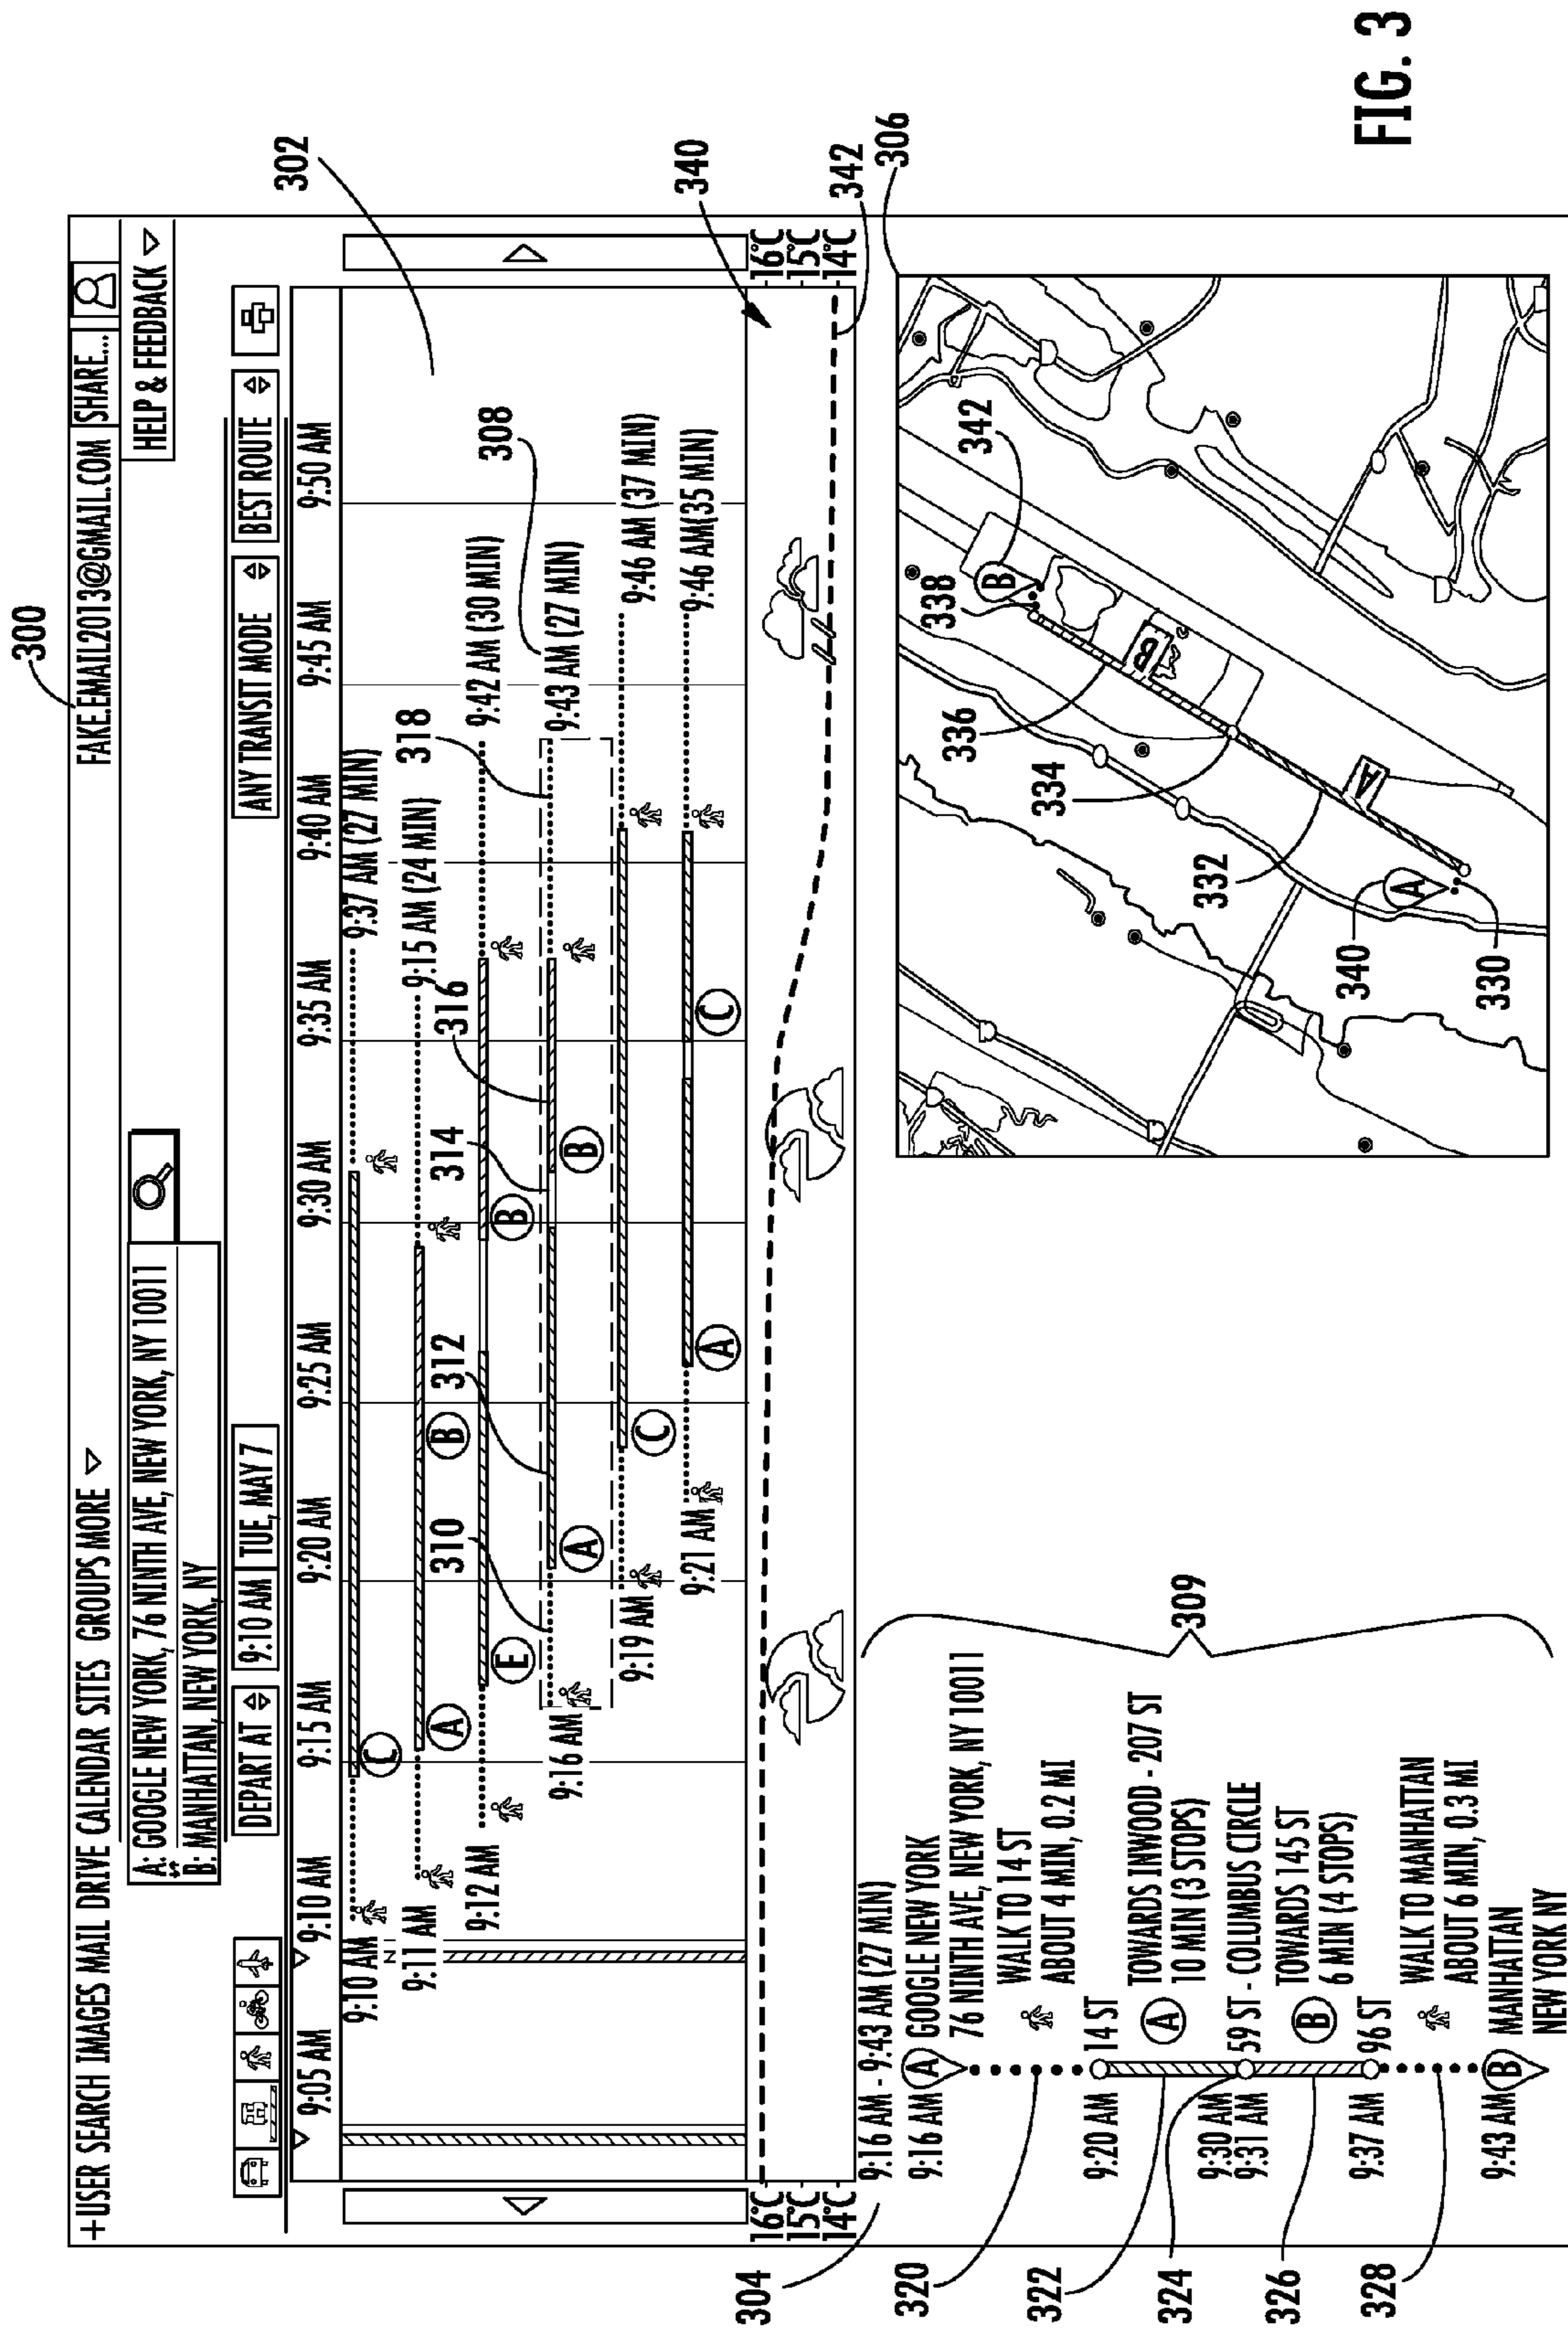 300
+USER SEARCH IMAGES MAIL DRIVE CALENDAR SITES GROUPS MORE
FAKE.EMAIL2013@GMAIL.COM SHARE...
A: GOOGLE NEW YORK, 76 NINTH AVE, NEW YORK, NY 10011
B: MANHATTAN, NEW YORK, NY
HELP & FEEDBACK
DEPART AT 9:10 AM TUE, MAY 7
ANY TRANSIT MODE BEST ROUTE
9:05 AM 9:10 AM 9:15 AM 9:20 AM 9:25 AM 9:30 AM 9:35 AM 9:40 AM 9:45 AM 9:50 AM
302
9:10 AM C 9:37 AM (27 MIN)
9:11 AM A B 9:15 AM (24 MIN)
310 312 314 316 318
9:12 AM E B 9:42 AM (30 MIN)
308
9:16 AM A B 9:43 AM (27 MIN)
9:19 AM C 9:46 AM (37 MIN)
9:21 AM A C 9:46 AM(35 MIN)
340
16°C 16°C
15°C 15°C
14°C 14°C
342
304
306
9:16 AM - 9:43 AM (27 MIN)
9:16 AM A GOOGLE NEW YORK
76 NINTH AVE, NEW YORK, NY 10011
320
WALK TO 14 ST
ABOUT 4 MIN, 0.2 MI
9:20 AM 14 ST
322
A TOWARDS INWOOD - 207 ST
10 MIN (3 STOPS)
309
324
9:30 AM 59 ST - COLUMBUS CIRCLE
9:31 AM
326
B TOWARDS 145 ST
6 MIN (4 STOPS)
9:37 AM 96 ST
328
WALK TO MANHATTAN
ABOUT 6 MIN, 0.3 MI
9:43 AM B MANHATTAN
NEW YORK NY
342
338
B
336
B
334
332
A
340
A
330
FIG. 3